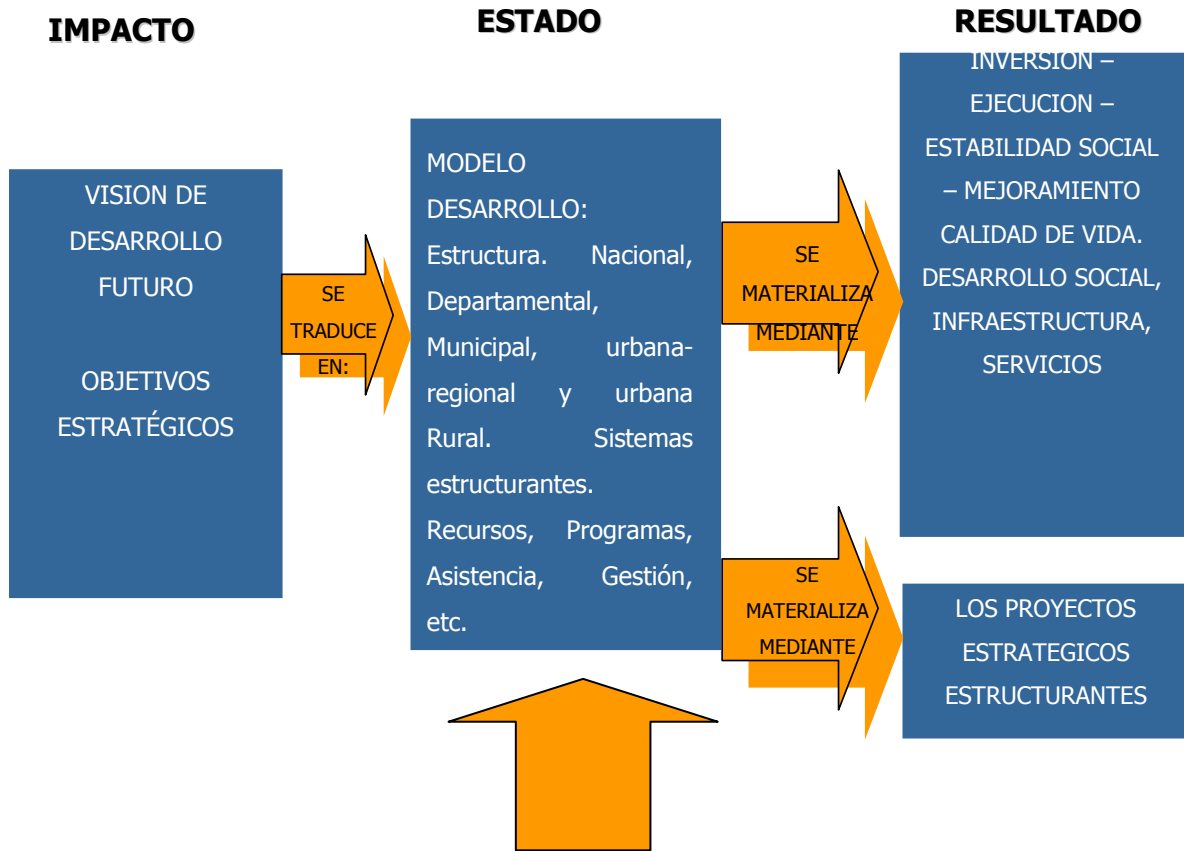 IMPACTO
ESTADO
RESULTADO
VISION DE
DESARROLLO
FUTURO
OBJETIVOS
ESTRATÉGICOS
SE
TRADUCE
EN:
MODELO
DESARROLLO:
Estructura. Nacional,
Departamental,
Municipal, urbana-
regional y urbana
Rural. Sistemas
estructurantes.
Recursos, Programas,
Asistencia, Gestión,
etc.
SE
MATERIALIZA
MEDIANTE
INVERSION –
EJECUCION –
ESTABILIDAD SOCIAL
– MEJORAMIENTO
CALIDAD DE VIDA.
DESARROLLO SOCIAL,
INFRAESTRUCTURA,
SERVICIOS
SE
MATERIALIZA
MEDIANTE
LOS PROYECTOS
ESTRATEGICOS
ESTRUCTURANTES